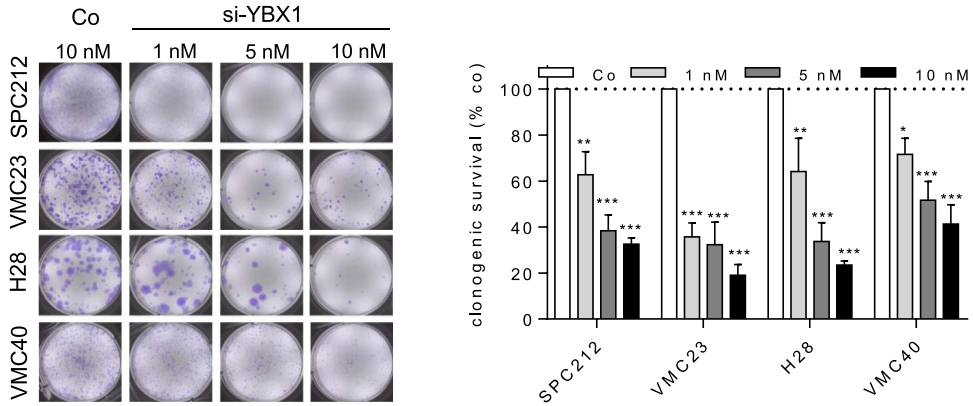 Co si-YBX1
10 nM 1 nM 5 nM 10 nM
SPC212
VMC23
H28
VMC40
Co 1 nM 5 nM 10 nM
clonogenic survival (% co)
100
80
60
40
20
0
** *** ***
*** *** ***
** *** ***
* *** ***
SPC212 VMC23 H28 VMC40